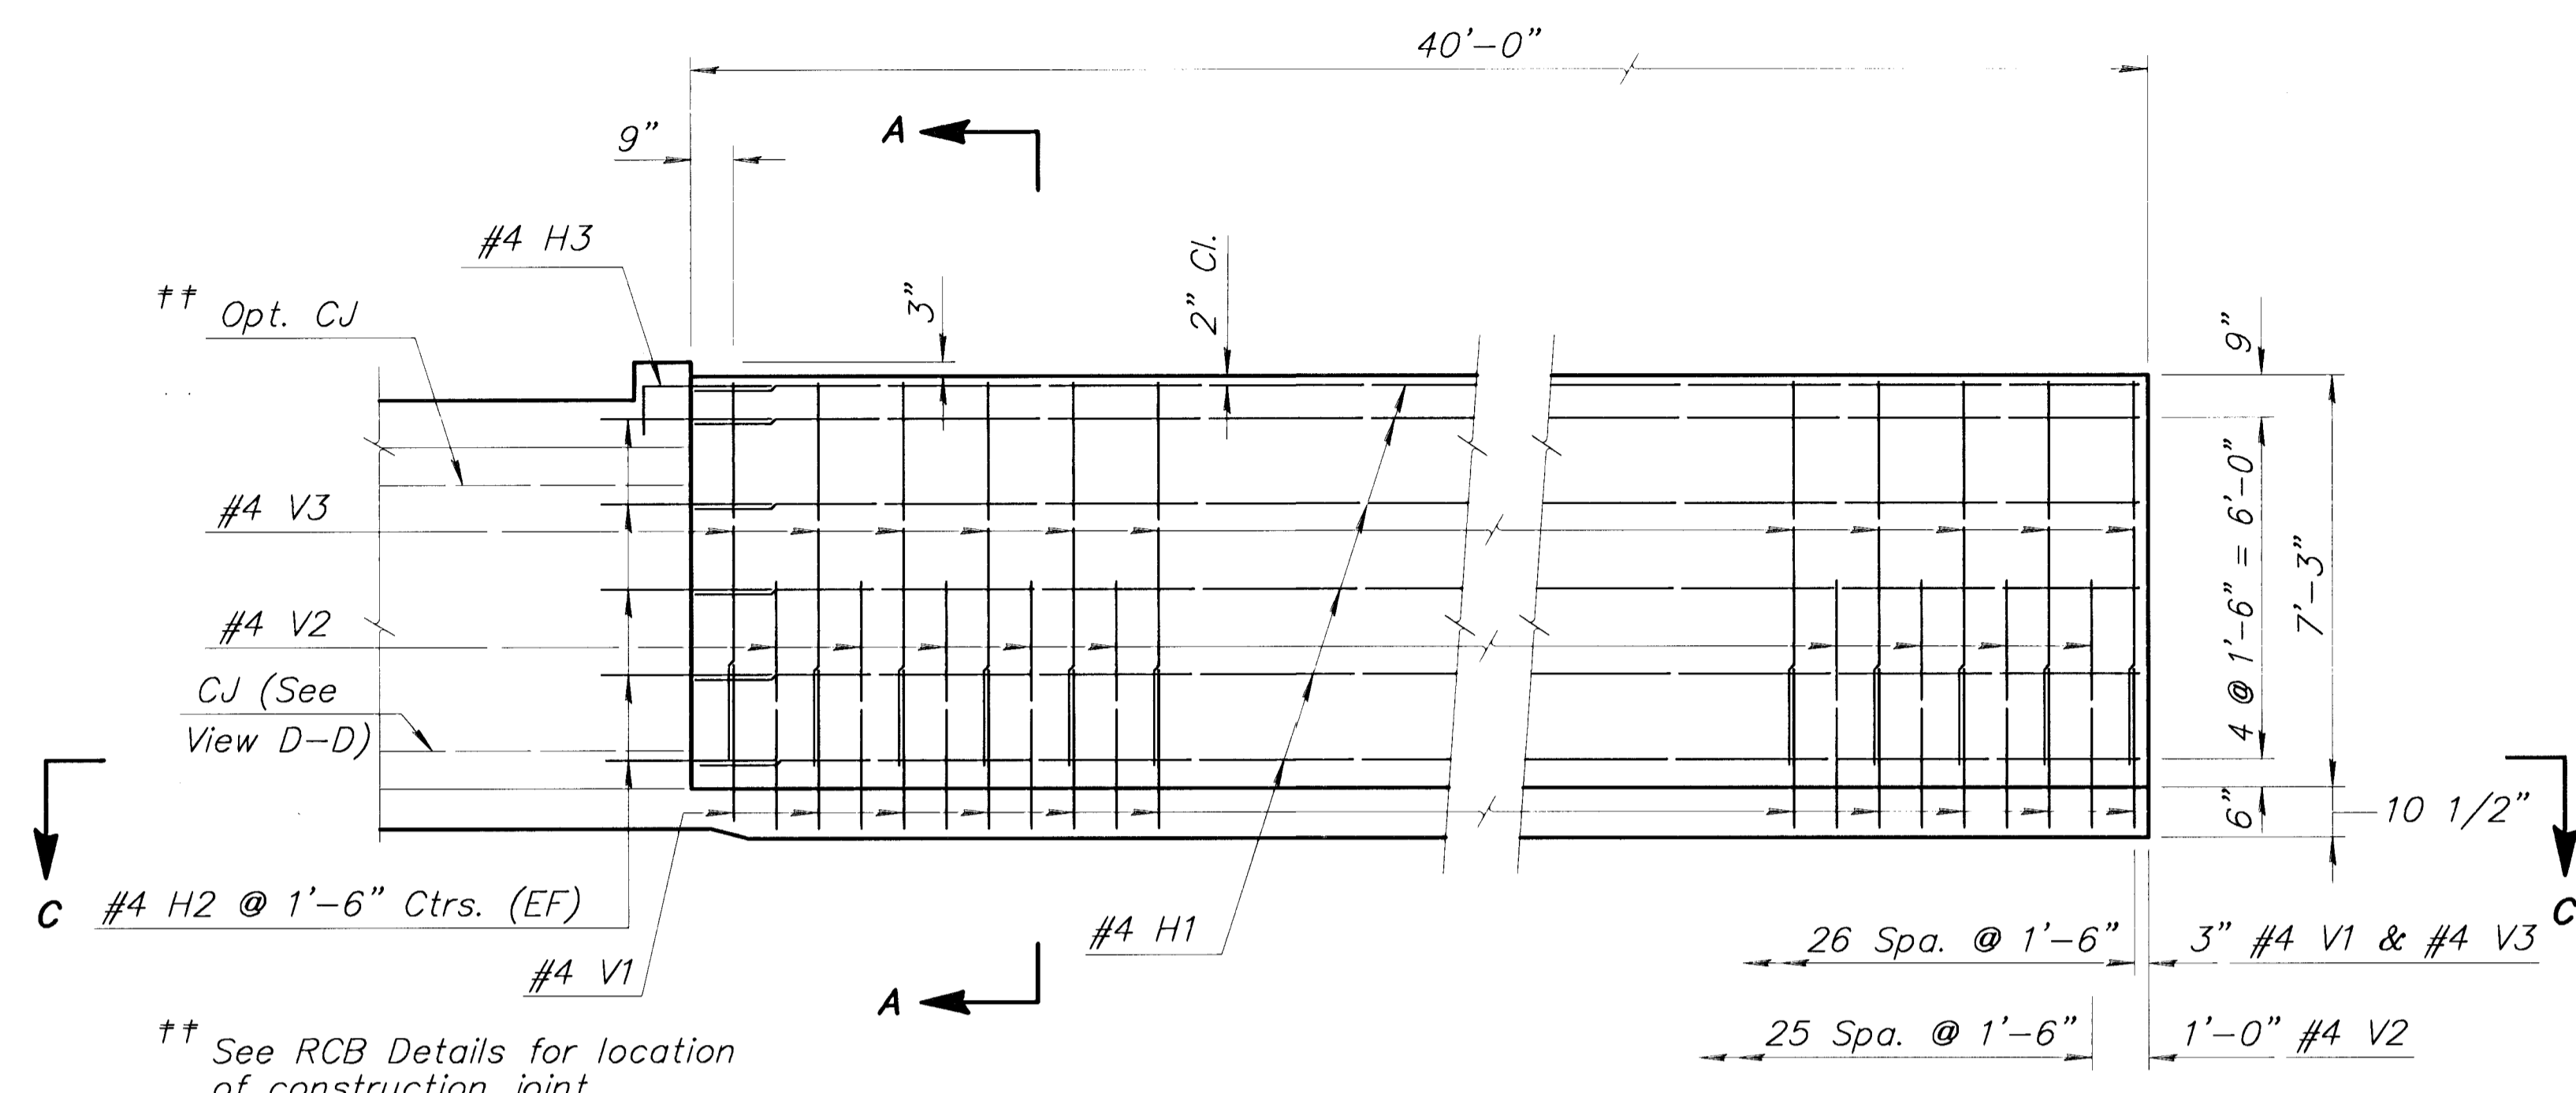 40'-0"
A
9"
#4 H3
3"
2" Cl.
‡‡ Opt. CJ
9"
#4 V3
4 @ 1'-6" = 6'-0"
7'-3"
#4 V2
CJ (See
View D-D)
6"
10 1/2"
C
#4 H2 @ 1'-6" Ctrs. (EF)
#4 H1
C
26 Spa. @ 1'-6"
3" #4 V1 & #4 V3
#4 V1
A
25 Spa. @ 1'-6"
1'-0" #4 V2
‡‡ See RCB Details for location
of construction joint